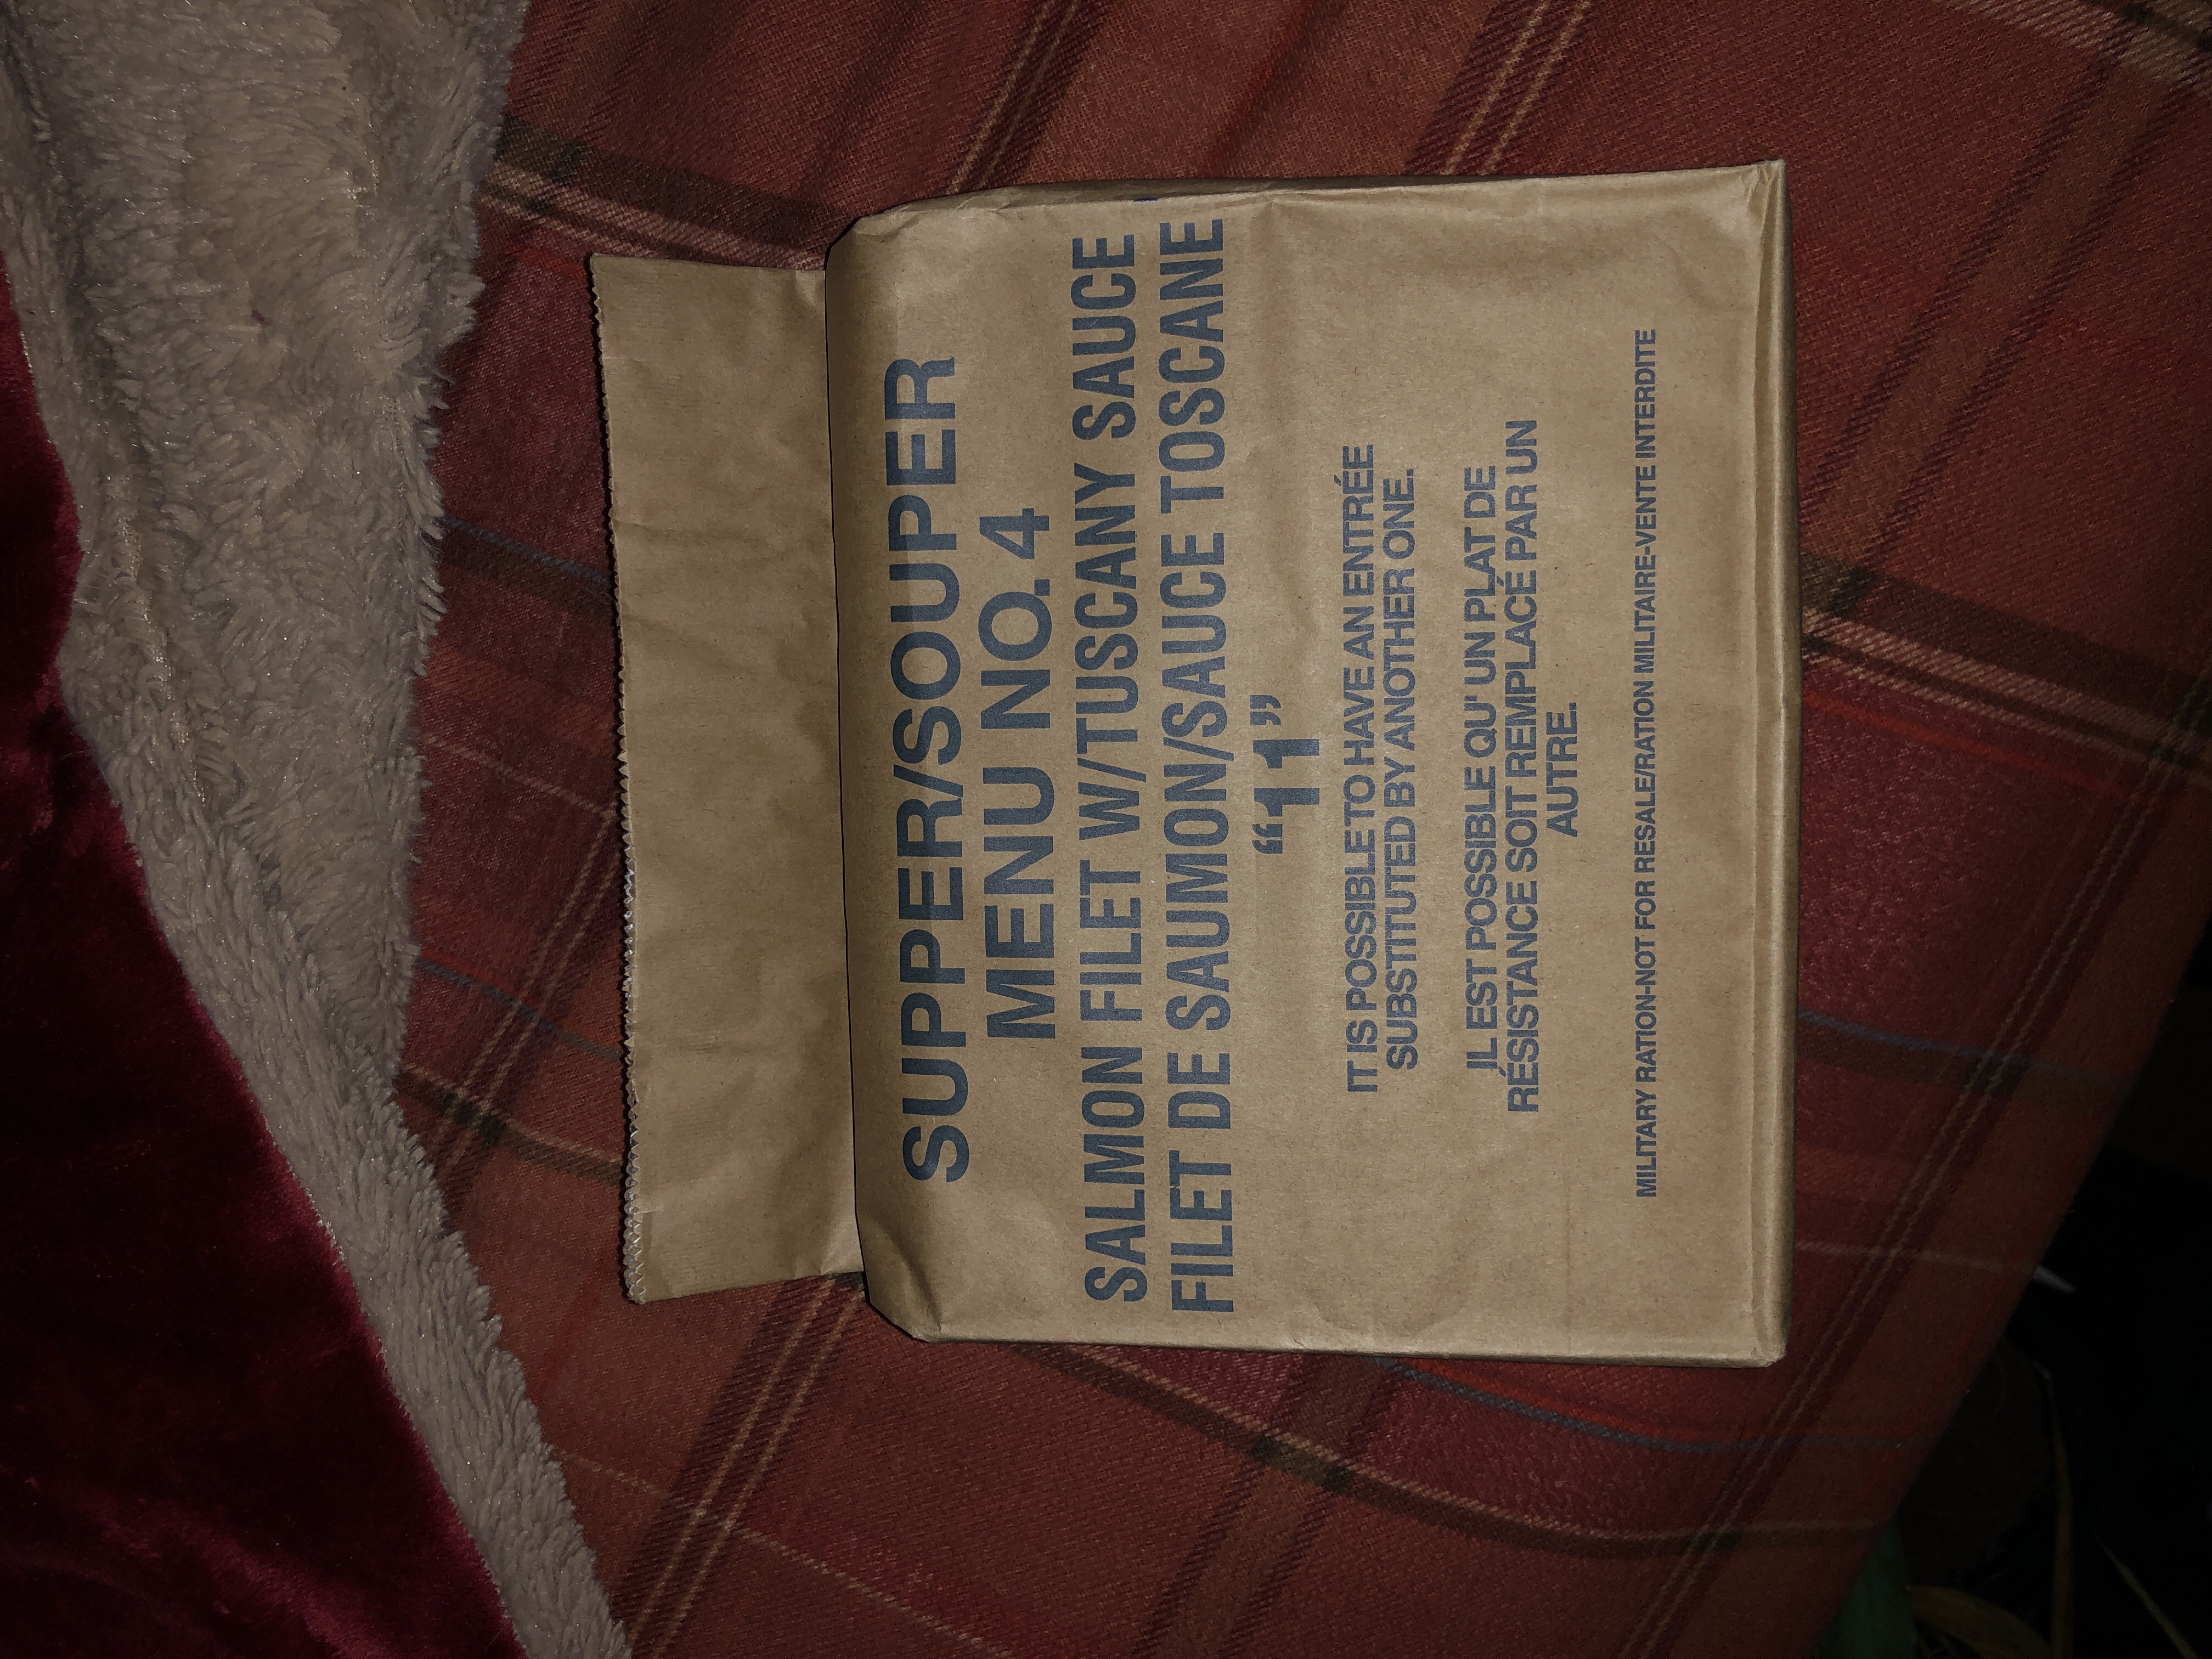 SUPPER/SOUPER
MENU NO. 4
SALMON FILET W/TUSCANY SAUCE
FILET DE SAUMON/SAUCE TOSCANE
“11”
IT IS POSSIBLE TO HAVE AN ENTRÉE
SUBSTITUTED BY ANOTHER ONE.
IL EST POSSIBLE QU' UN PLAT DE
RÉSISTANCE SOIT REMPLACÉ PAR UN
AUTRE.
MILITARY RATION-NOT FOR RESALE/RATION MILITAIRE-VENTE INTERDITE